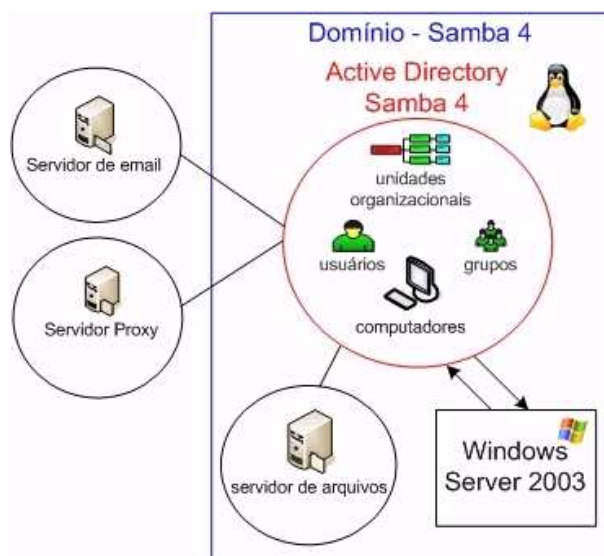 Domínio - Samba 4
Active Directory
Samba 4
unidades
organizacionais
usuários
grupos
computadores
Servidor de email
Servidor Proxy
servidor de arquivos
Windows
Server 2003